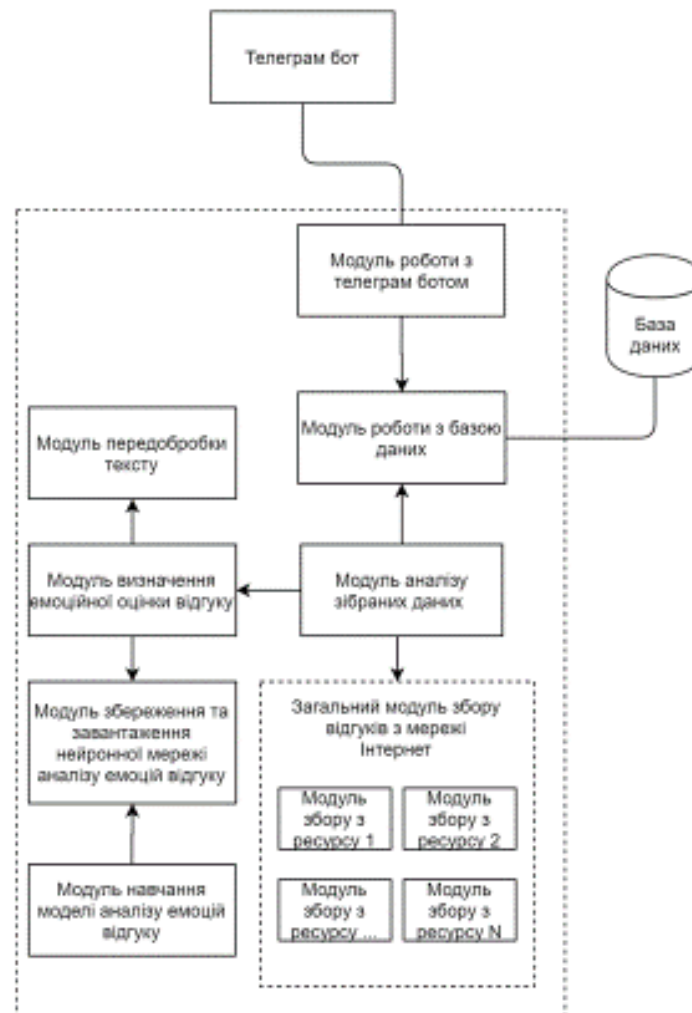 Телеграм бот
Модуль роботи з
телеграм ботом
База
даних
Модуль роботи з базою
даних
Модуль передобробки
тексту
Модуль визначення
емоційної оцінки відгуку
Модуль аналізу
зібраних даних
Модуль збереження та
завантаження
нейронної мережі
аналізу емоцій відгуку
Загальний модуль збору
відгуків з мережі
Інтернет
Модуль
збору з
ресурсу 1
Модуль
збору з
ресурсу 2
Модуль навчання
моделі аналізу емоцій
відгуку
Модуль
збору з
ресурсу ...
Модуль
збору з
ресурсу N